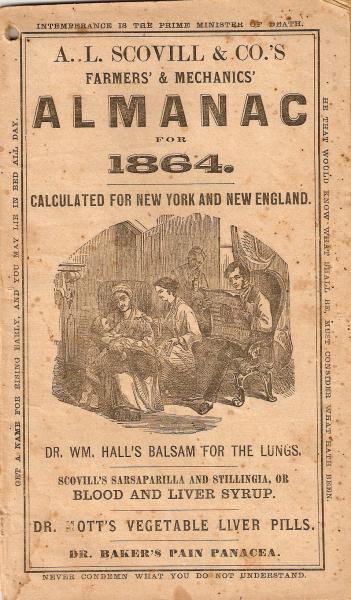 INTEMPERANCE IS THE PRIME MINISTER OF DEATH.
A. L. SCOVILL & CO.'S
FARMERS' & MECHANICS'
ALMANAC
FOR
1864.
CALCULATED FOR NEW YORK AND NEW ENGLAND.
GET A NAME FOR RISING EARLY, AND YOU MAY LIE IN BED ALL DAY.
HE THAT WOULD KNOW WHAT SHALL BE, MUST CONSIDER WHAT HATH BEEN.
DR. WM. HALL'S BALSAM FOR THE LUNGS.
SCOVILL'S SARSAPARILLA AND STILLINGIA, OR
BLOOD AND LIVER SYRUP.
DR. MOTT'S VEGETABLE LIVER PILLS.
DR. BAKER'S PAIN PANACEA.
NEVER CONDEMN WHAT YOU DO NOT UNDERSTAND.